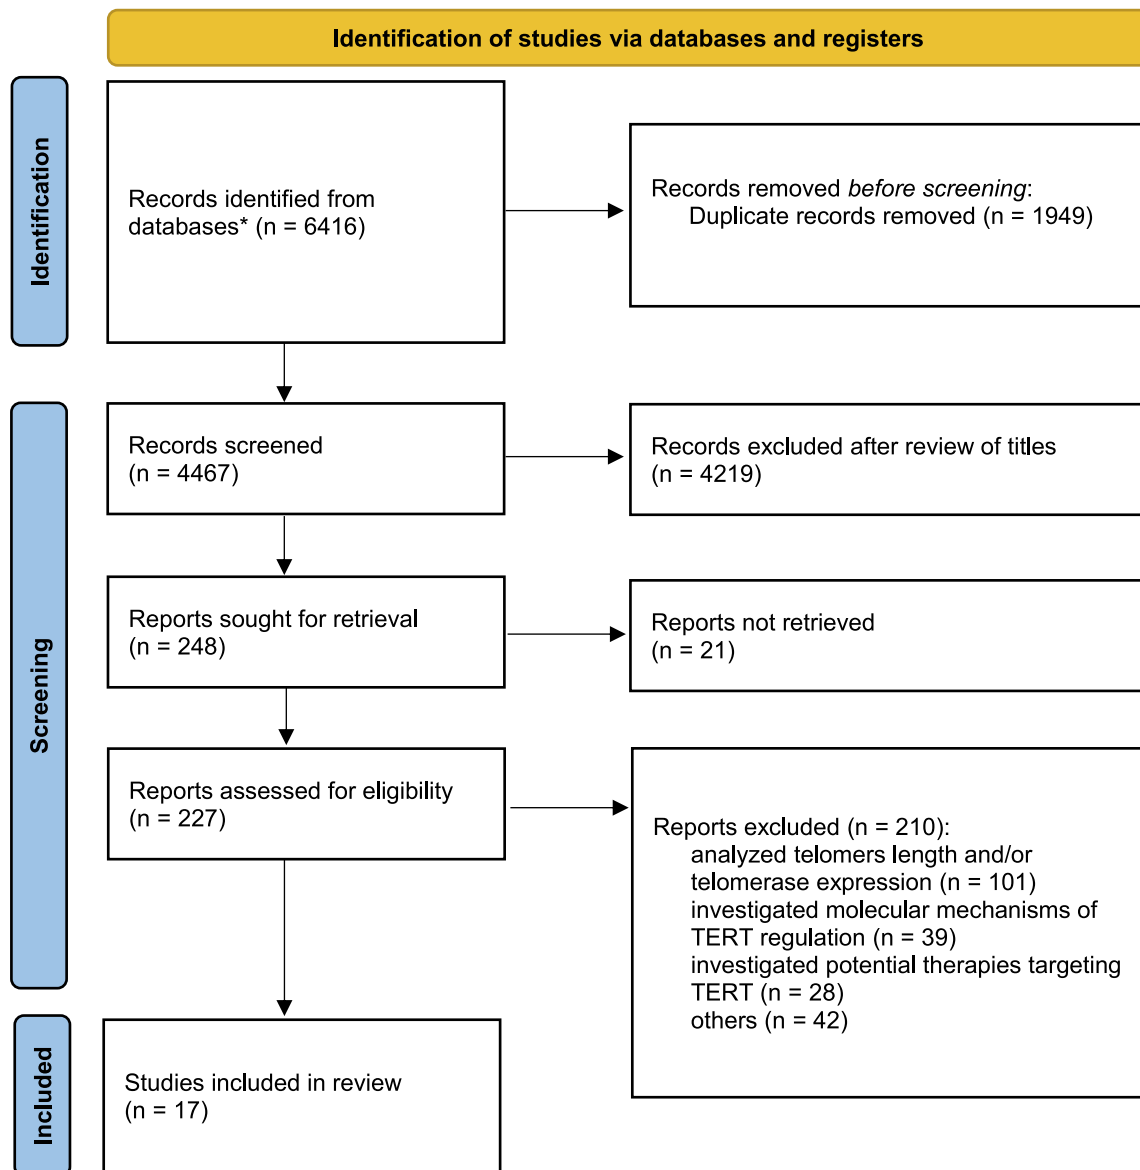 Identification of studies via databases and registers
Identification
Records identified from
databases* (n = 6416)
Records removed before screening:
Duplicate records removed (n = 1949)
Screening
Records screened
(n = 4467)
Records excluded after review of titles
(n = 4219)
Reports sought for retrieval
(n = 248)
Reports not retrieved
(n = 21)
Reports assessed for eligibility
(n = 227)
Reports excluded (n = 210):
analyzed telomers length and/or
telomerase expression (n = 101)
investigated molecular mechanisms of
TERT regulation (n = 39)
investigated potential therapies targeting
TERT (n = 28)
others (n = 42)
Included
Studies included in review
(n = 17)